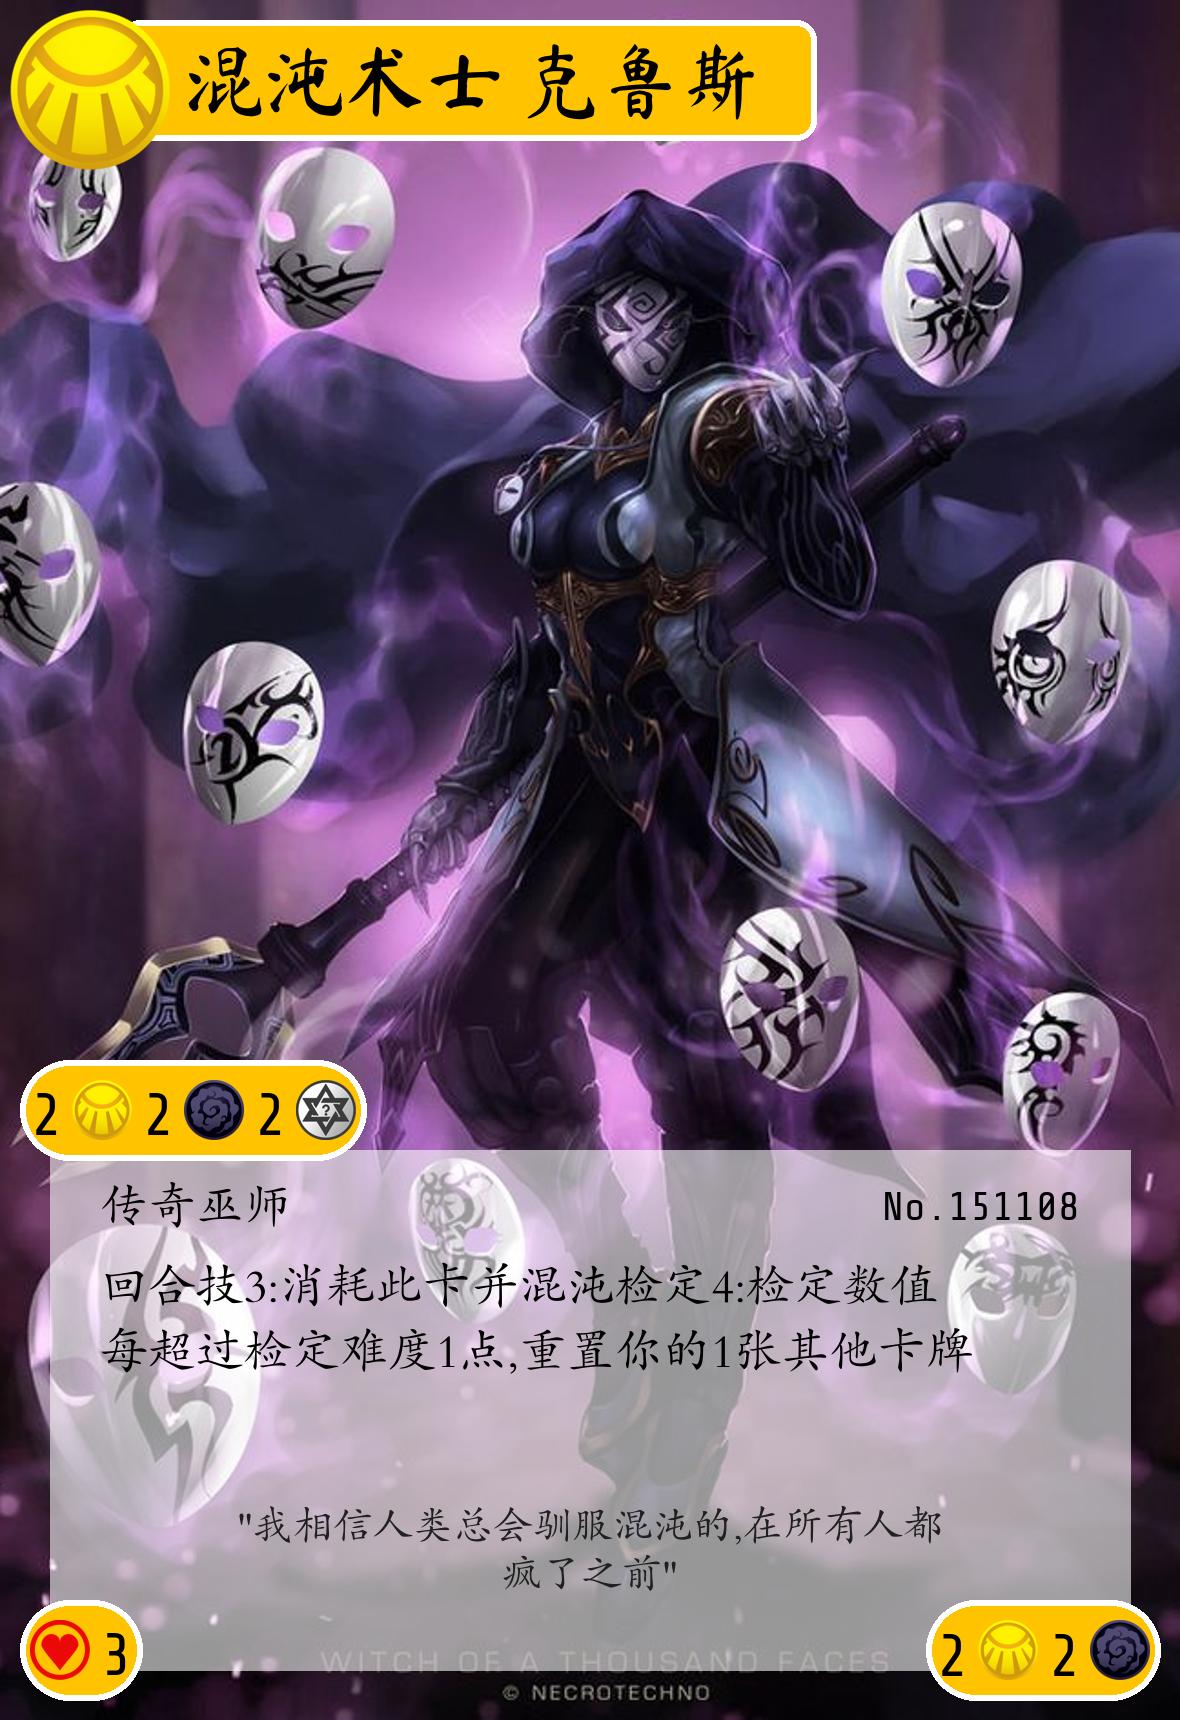 混沌术士 克鲁斯
2 2 2 ?
传奇巫师
No.151108
回合技3:消耗此卡并混沌检定4:检定数值
每超过检定难度1点,重置你的1张其他卡牌
"我相信人类总会驯服混沌的,在所有人都
疯了之前"
3
2 2
WITCH OF A THOUSAND FACES
© NECROTECHNO